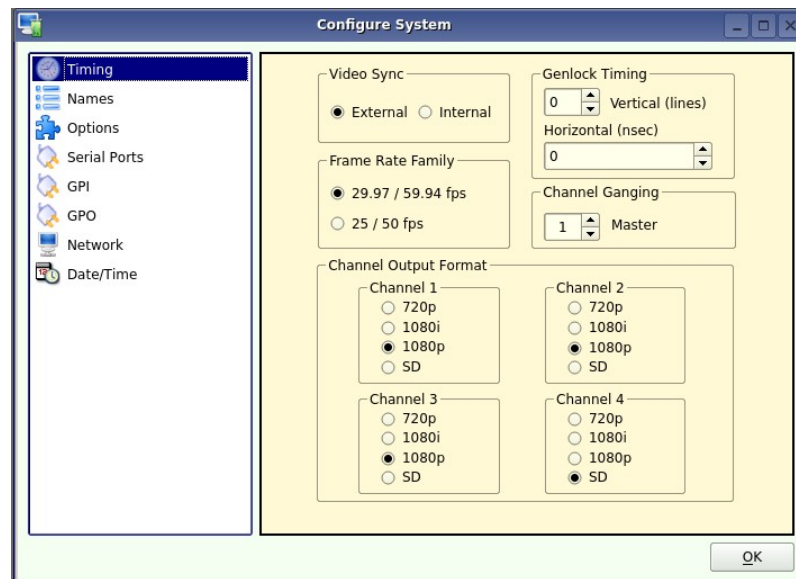 Configure System
Timing
Names
Options
Serial Ports
GPI
GPO
Network
Date/Time
Video Sync
External
Internal
Genlock Timing
0 Vertical (lines)
Horizontal (nsec)
0
Frame Rate Family
29.97 / 59.94 fps
25 / 50 fps
Channel Ganging
1 Master
Channel Output Format
Channel 1
720p
1080i
1080p
SD
Channel 2
720p
1080i
1080p
SD
Channel 3
720p
1080i
1080p
SD
Channel 4
720p
1080i
1080p
SD
OK